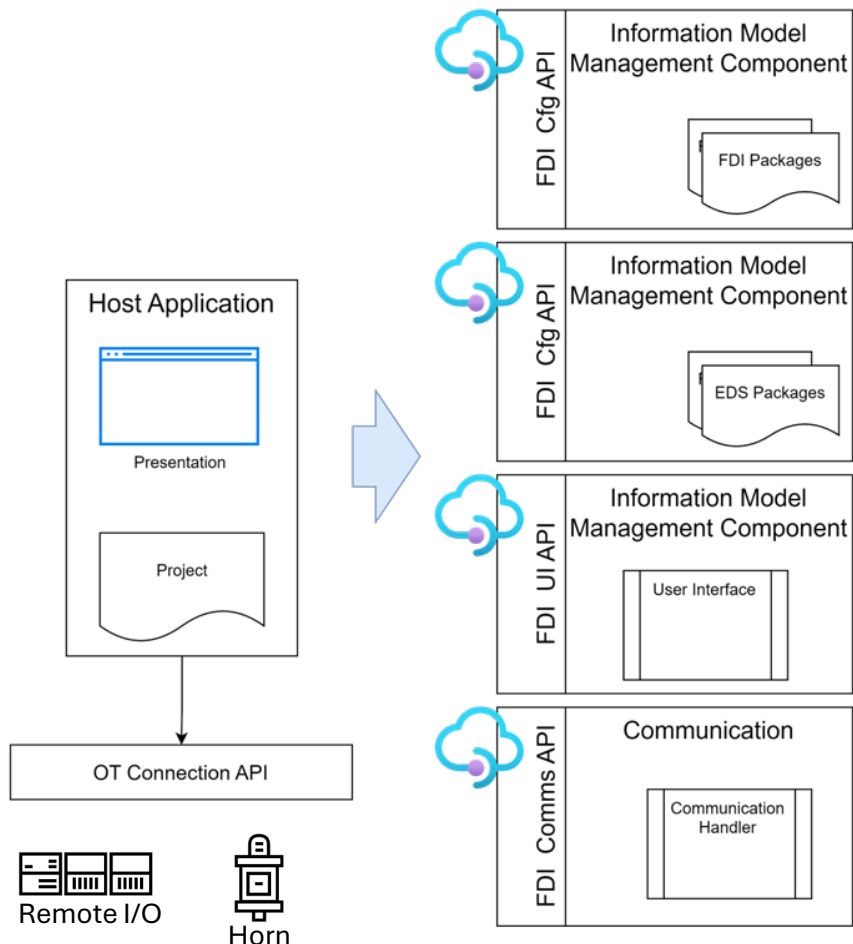 Host Application
Presentation
Project
OT Connection API
Remote I/O
Horn
FDI Cfg API
Information Model
Management Component
F
FDI Packages
FDI Cfg API
Information Model
Management Component
F
EDS Packages
FDI UI API
Information Model
Management Component
User Interface
FDI Comms API
Communication
Communication
Handler